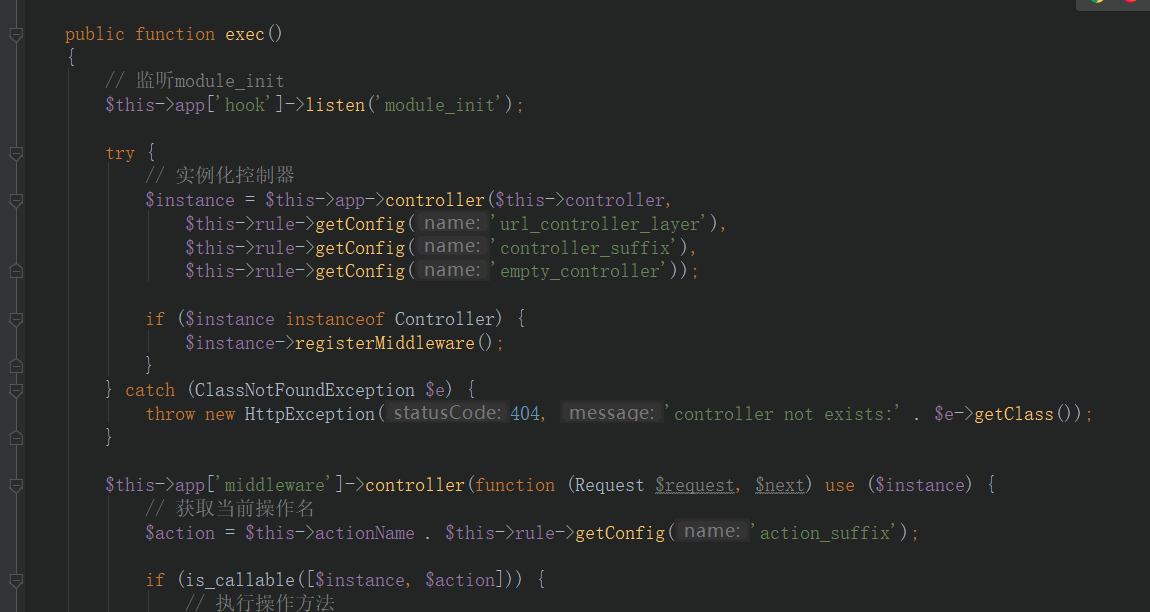 public function exec()
{
// 监听module_init
$this->app['hook']->listen('module_init');
try {
// 实例化控制器
$instance = $this->app->controller($this->controller,
$this->rule->getConfig( name: 'url_controller_layer'),
$this->rule->getConfig( name: 'controller_suffix'),
$this->rule->getConfig( name: 'empty_controller'));
if ($instance instanceof Controller) {
$instance->registerMiddleware();
}
} catch (ClassNotFoundException $e) {
throw new HttpException( statusCode: 404, message: 'controller not exists:' . $e->getClass());
}
$this->app['middleware']->controller(function (Request $request, $next) use ($instance) {
// 获取当前操作名
$action = $this->actionName . $this->rule->getConfig( name: 'action_suffix');
if (is_callable([$instance, $action])) {
// 执行操作方法